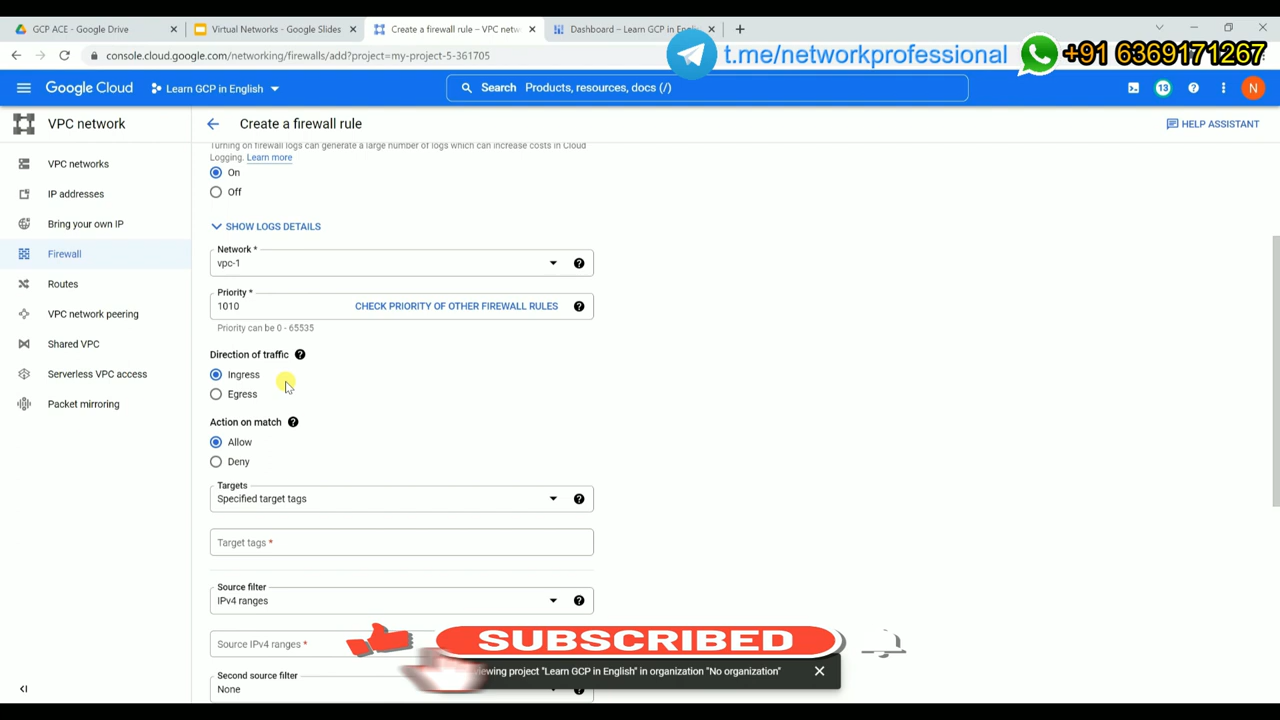 GCP ACE - Google Drive
Virtual Networks - Google Slides
Create a firewall rule – VPC netw
Dashboard – Learn GCP in En
console.cloud.google.com/networking/firewalls/add?project=my-project-5-361705
t.me/networkprofessional
+91 6369171267
Google Cloud
Learn GCP in English
Search Products, resources, docs (/)
13
N
VPC network
Create a firewall rule
HELP ASSISTANT
VPC networks
IP addresses
Bring your own IP
Firewall
Routes
VPC network peering
Shared VPC
Serverless VPC access
Packet mirroring
Turning on firewall logs can generate a large number of logs which can increase costs in Cloud
Logging. Learn more
On
Off
SHOW LOGS DETAILS
Network *
vpc-1
Priority *
1010
CHECK PRIORITY OF OTHER FIREWALL RULES
Priority can be 0 - 65535
Direction of traffic
Ingress
Egress
Action on match
Allow
Deny
Targets
Specified target tags
Target tags *
Source filter
IPv4 ranges
Source IPv4 ranges *
SUBSCRIBED
viewing project "Learn GCP in English" in organization "No organization"
Second source filter
None